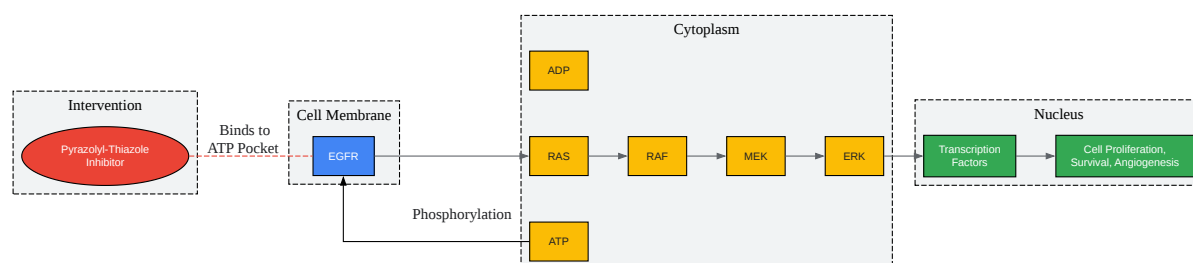 Intervention
Pyrazolyl-Thiazole
Inhibitor
Binds to
ATP Pocket
Cell Membrane
EGFR
Phosphorylation
Cytoplasm
ADP
RAS
RAF
MEK
ERK
ATP
Nucleus
Transcription
Factors
Cell Proliferation,
Survival, Angiogenesis